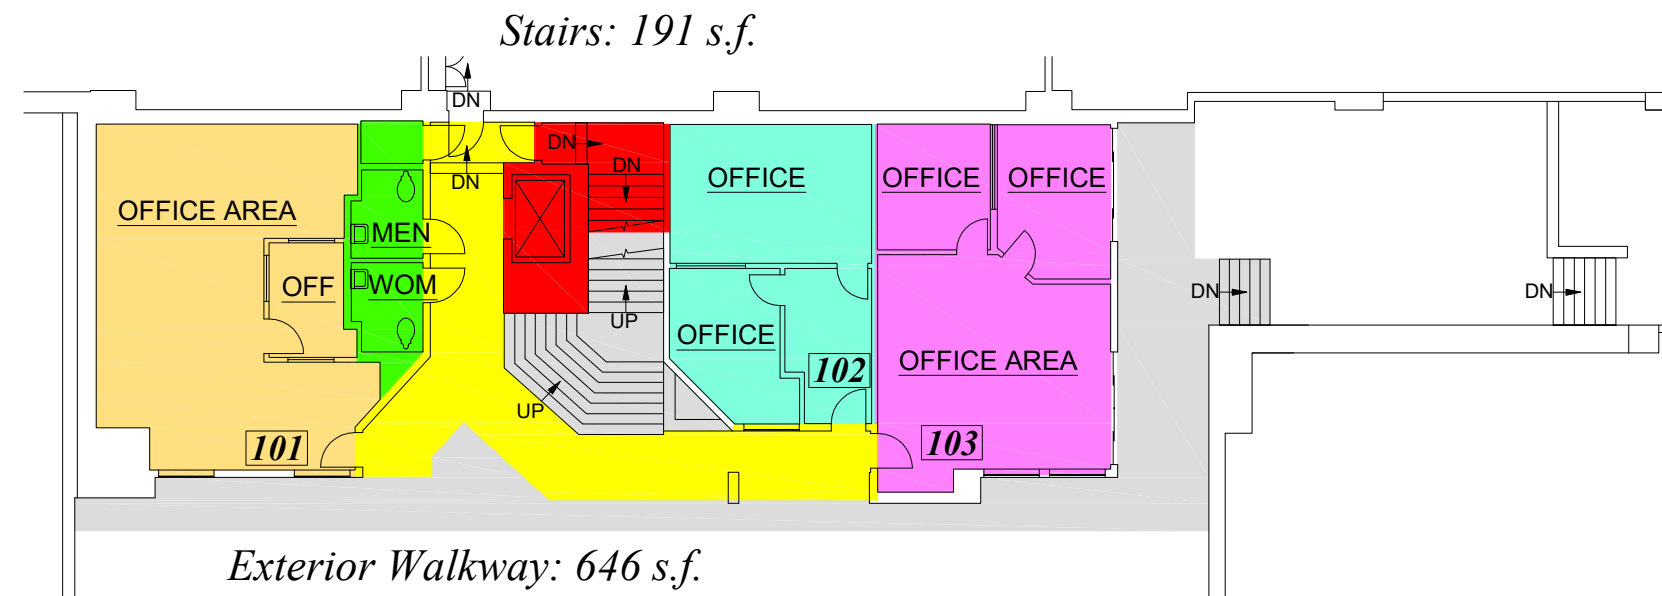 Stairs: 191 s.f.
DN
DN
DN
DN
OFFICE AREA
MEN
OFF
WOM
OFFICE
OFFICE
OFFICE
DN
DN
UP
OFFICE
UP
102
OFFICE AREA
101
103
Exterior Walkway: 646 s.f.